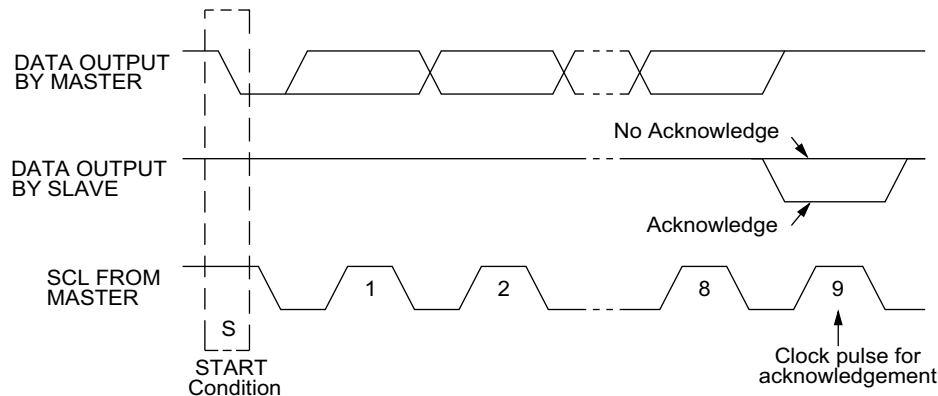 DATA OUTPUT
BY MASTER
No Acknowledge
DATA OUTPUT
BY SLAVE
Acknowledge
SCL FROM
MASTER
1
2
8
9
S
START
Condition
Clock pulse for
acknowledgement